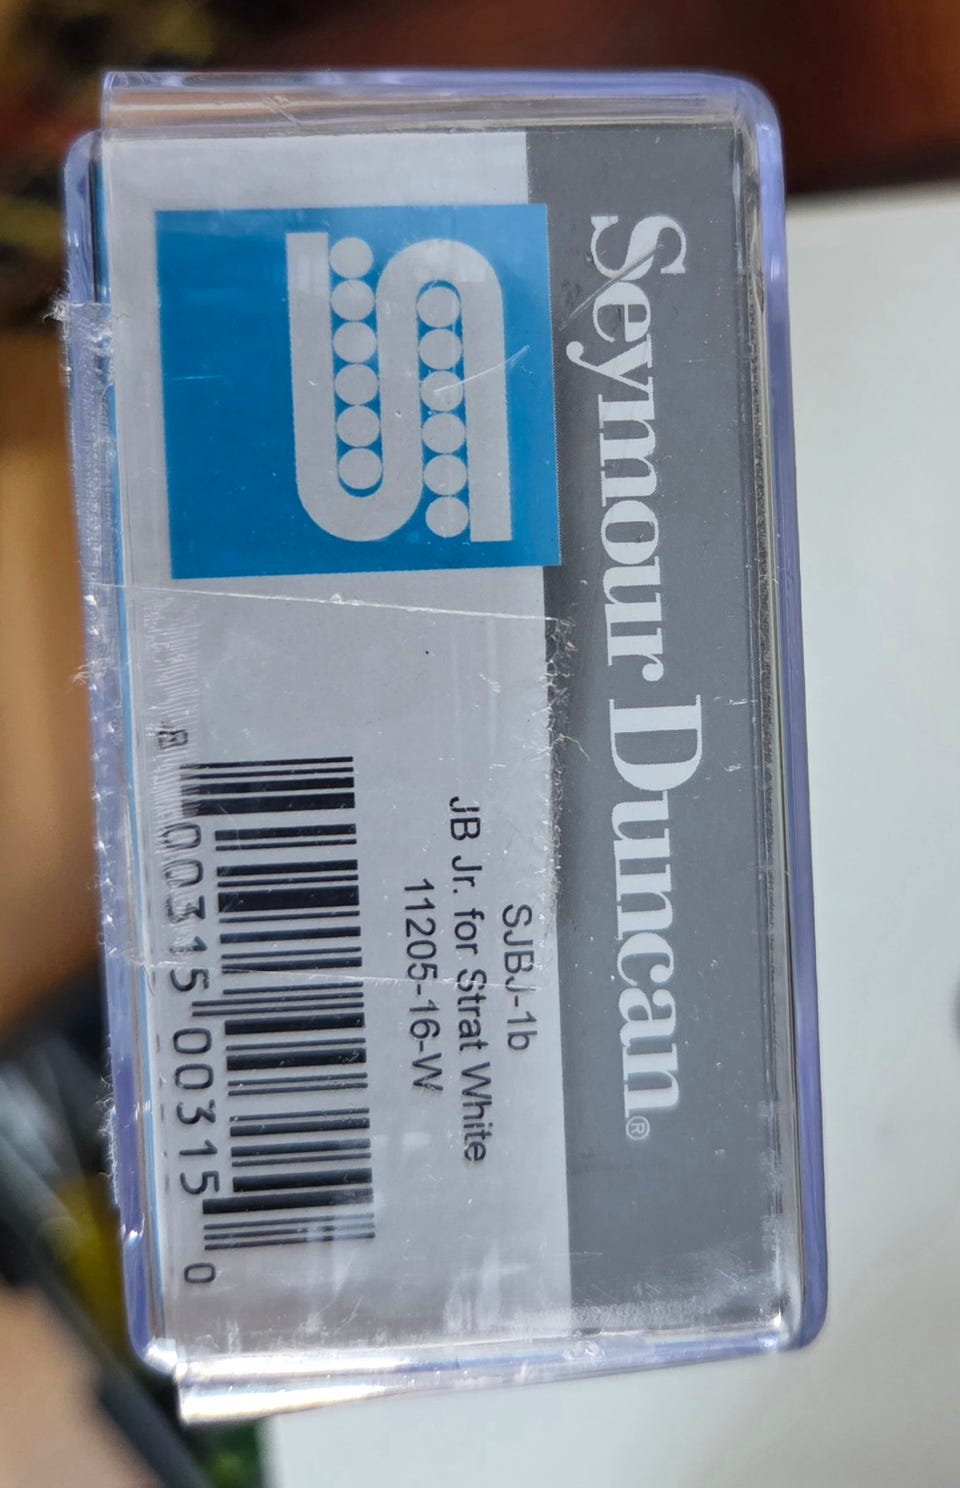 Seymour Duncan®
SJBJ-1b
JB Jr. for Strat White
11205-16-W
8 00315 00315 0